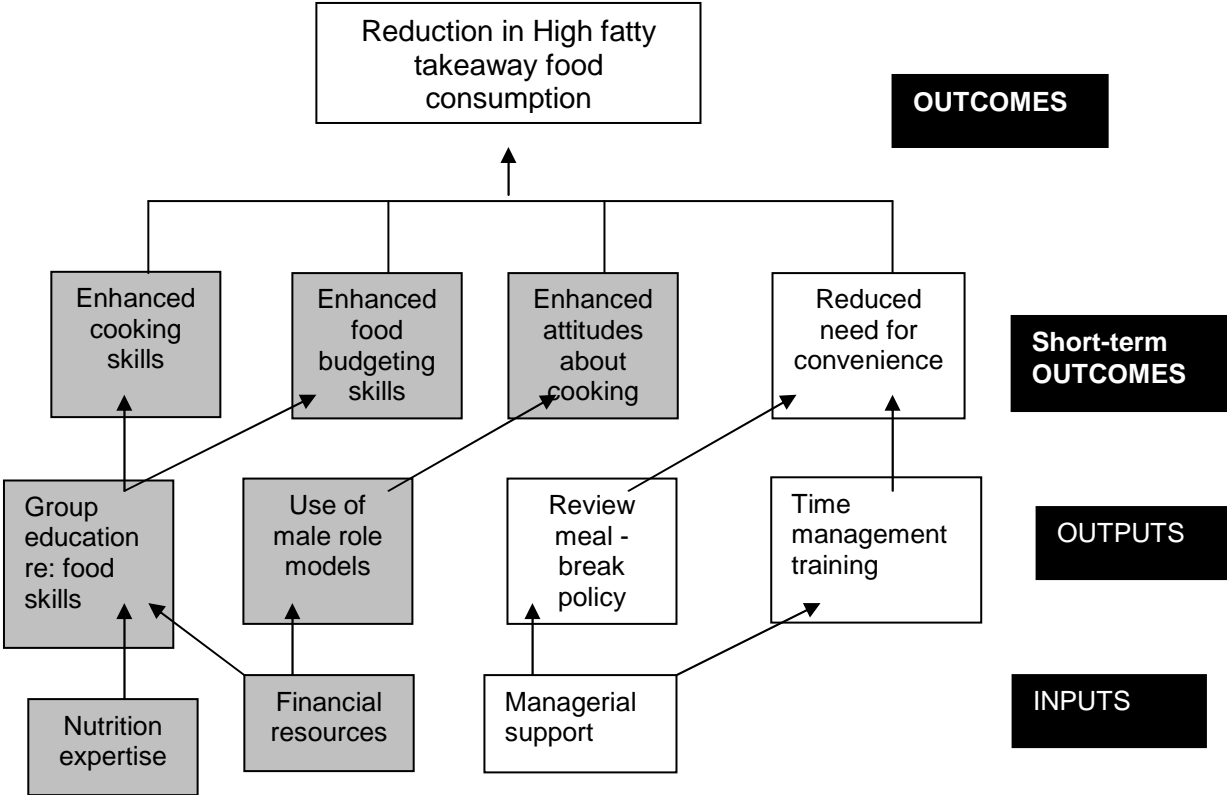 Reduction in High fatty
takeaway food
consumption
OUTCOMES
Enhanced
cooking
skills
Enhanced
food
budgeting
skills
Enhanced
attitudes
about
cooking
Reduced
need for
convenience
Short-term
OUTCOMES
Group
education
re: food
skills
Use of
male role
models
Review
meal -
break
policy
Time
management
training
OUTPUTS
Nutrition
expertise
Financial
resources
Managerial
support
INPUTS